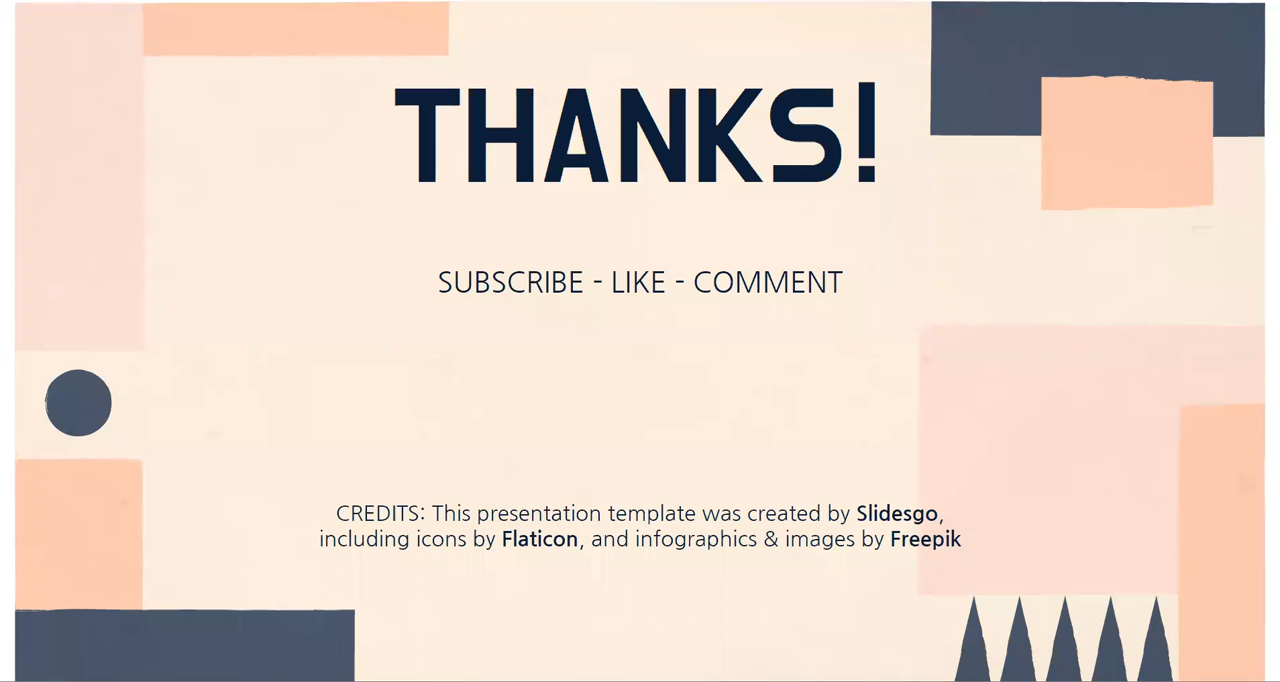 THANKS!
SUBSCRIBE - LIKE - COMMENT
CREDITS: This presentation template was created by Slidesgo,
including icons by Flaticon, and infographics & images by Freepik